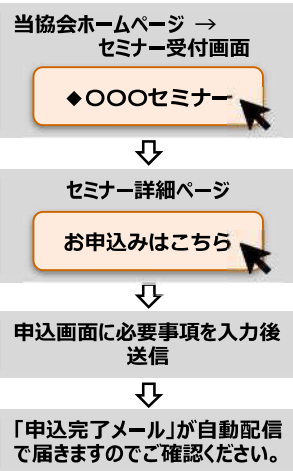 当協会ホームページ →
セミナー受付画面
◆〇〇〇セミナー
セミナー詳細ページ
お申込みはこちら
申込画面に必要事項を入力後
送信
「申込完了メール」が自動配信
で届きますのでご確認ください。